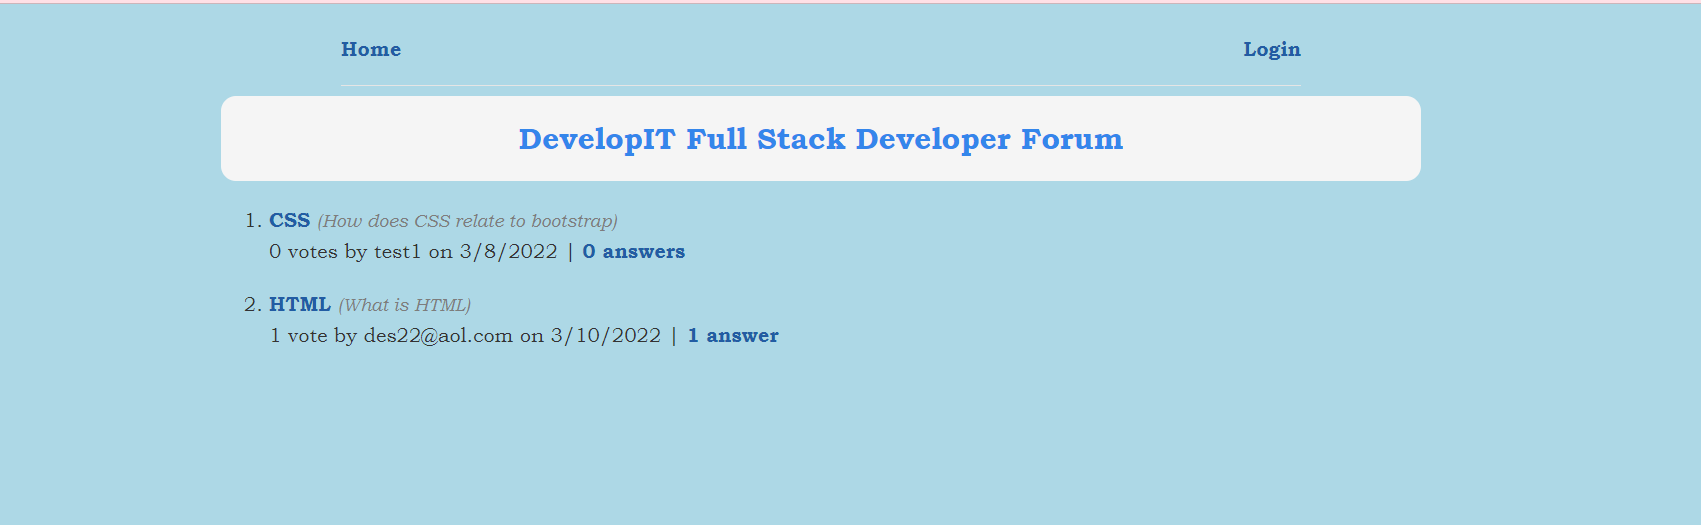 Home Login
DevelopIT Full Stack Developer Forum
1. CSS (How does CSS relate to bootstrap)
0 votes by test1 on 3/8/2022 | 0 answers
2. HTML (What is HTML)
1 vote by des22@aol.com on 3/10/2022 | 1 answer